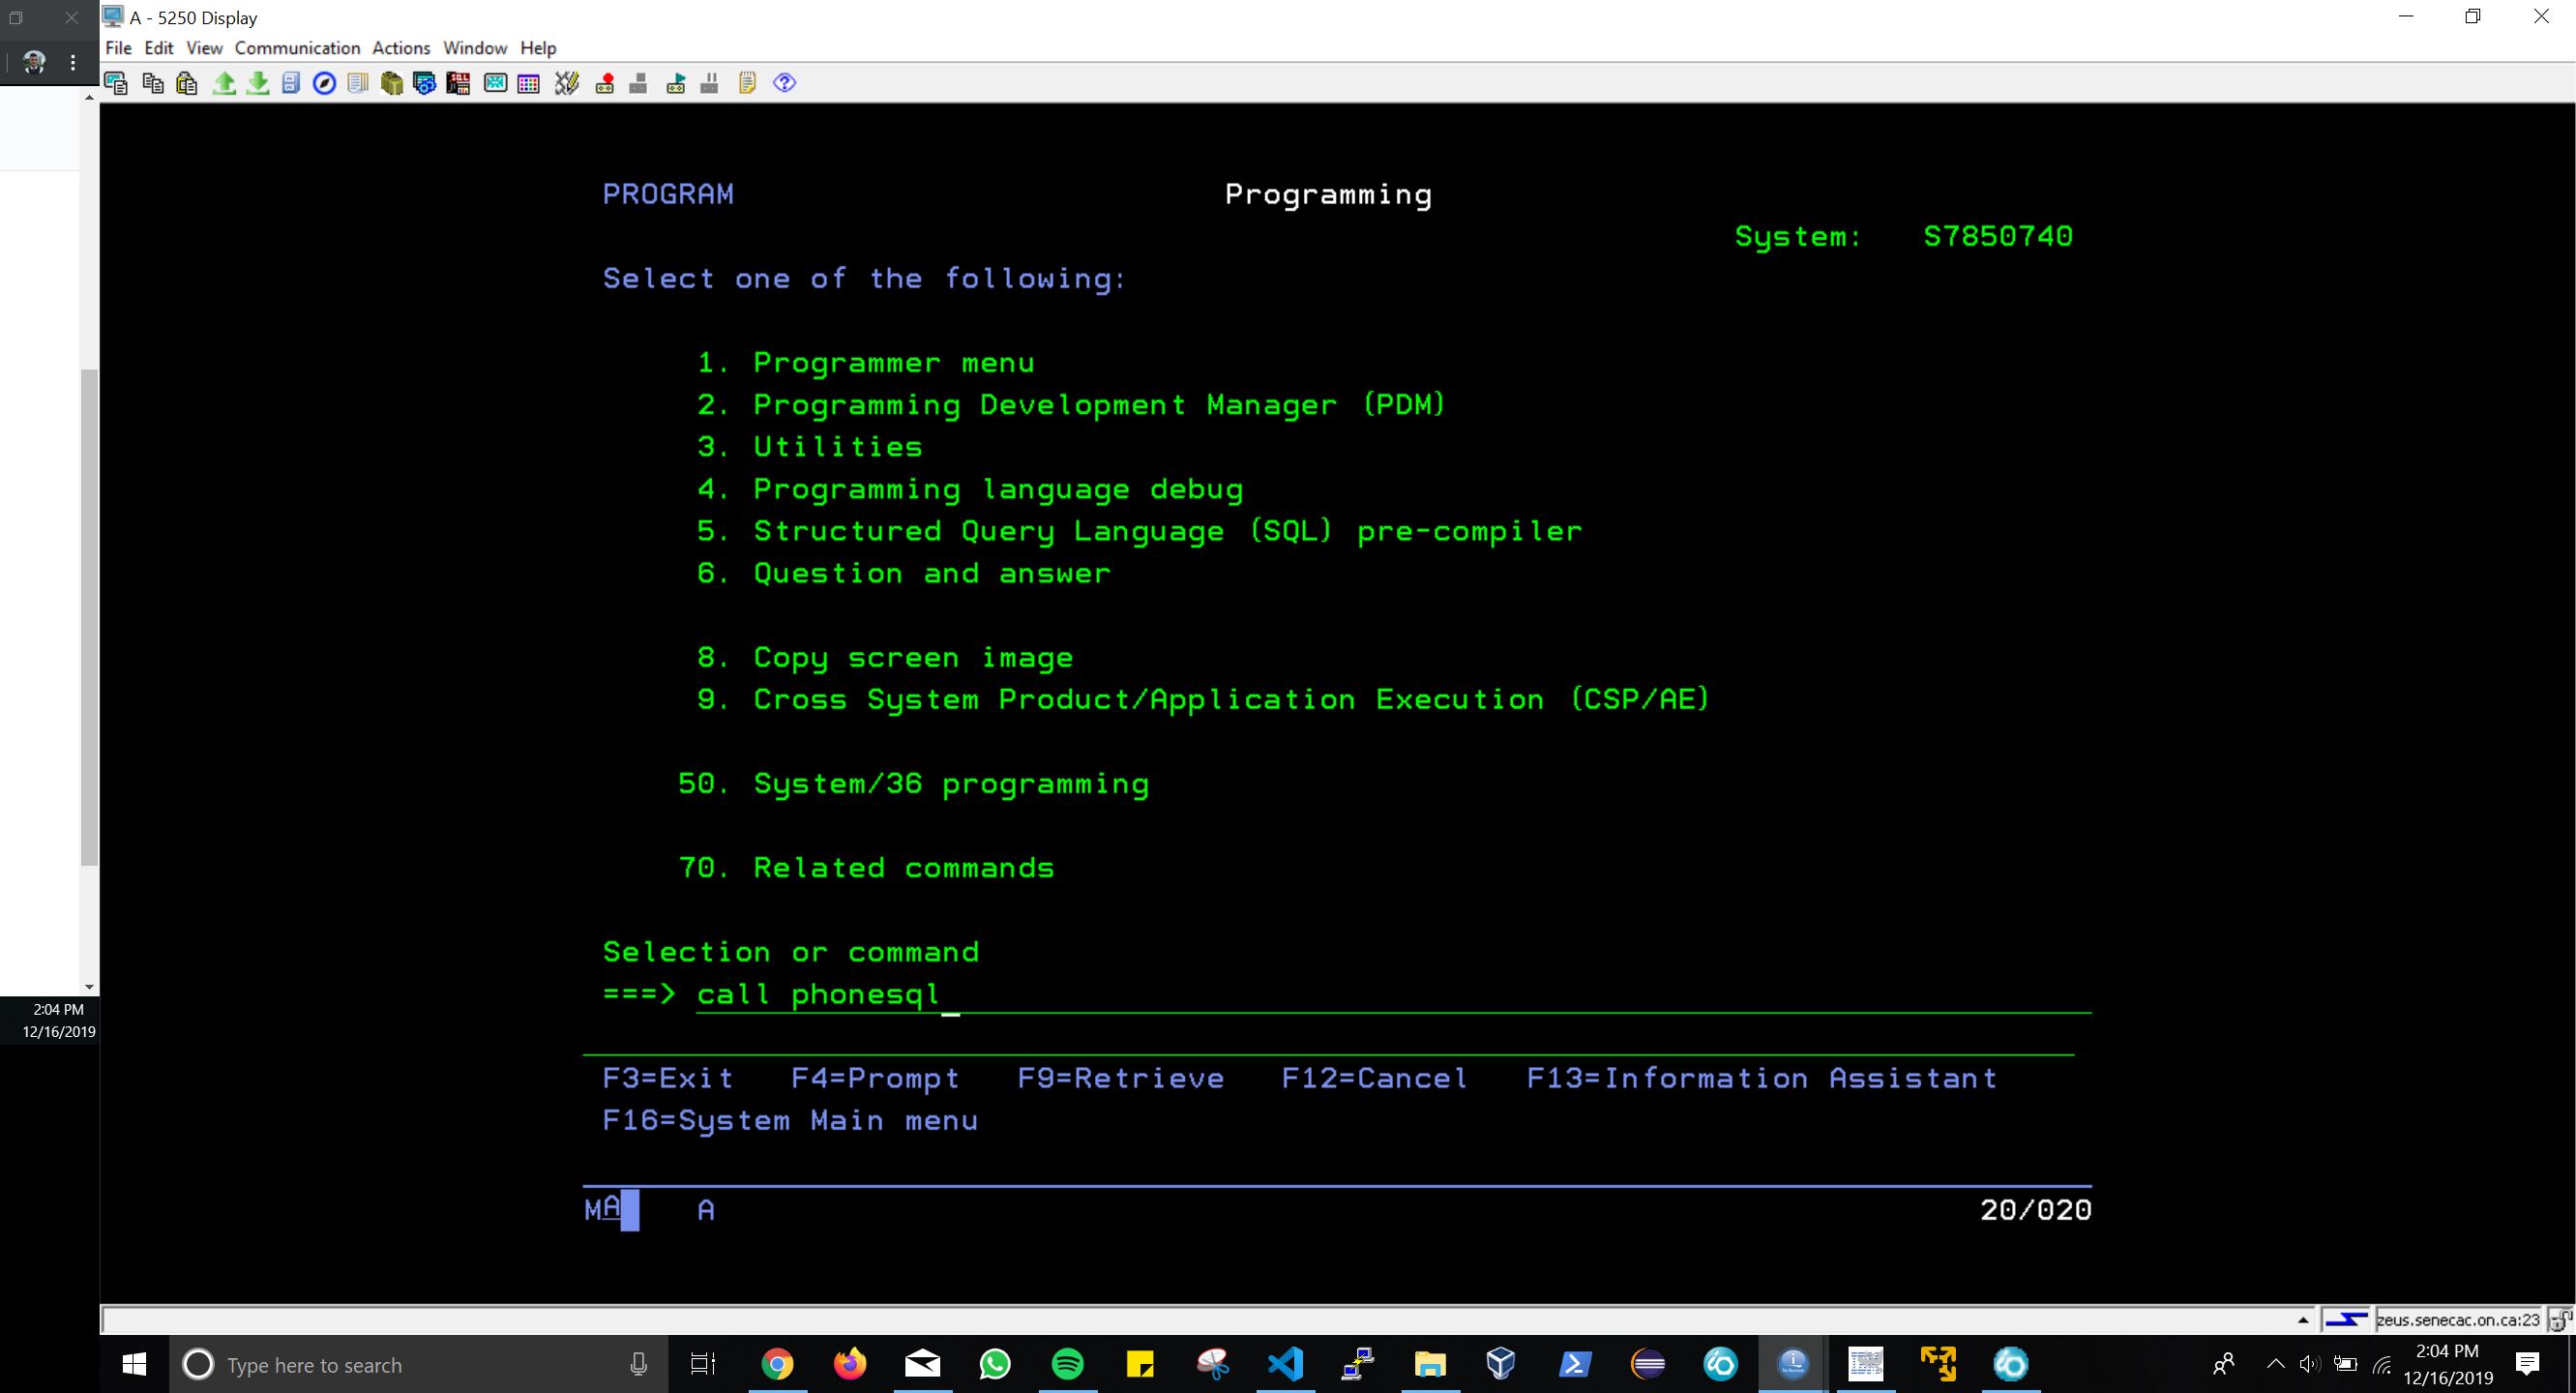 A - 5250 Display
File Edit View Communication Actions Window Help
PROGRAM Programming
System: S7850740
Select one of the following:
1. Programmer menu
2. Programming Development Manager (PDM)
3. Utilities
4. Programming language debug
5. Structured Query Language (SQL) pre-compiler
6. Question and answer
8. Copy screen image
9. Cross System Product/Application Execution (CSP/AE)
50. System/36 programming
70. Related commands
Selection or command
===> call phonesql
F3=Exit F4=Prompt F9=Retrieve F12=Cancel F13=Information Assistant
F16=System Main menu
MA A 20/020
2:04 PM
12/16/2019
zeus.senecac.on.ca:23
Type here to search
2:04 PM
12/16/2019